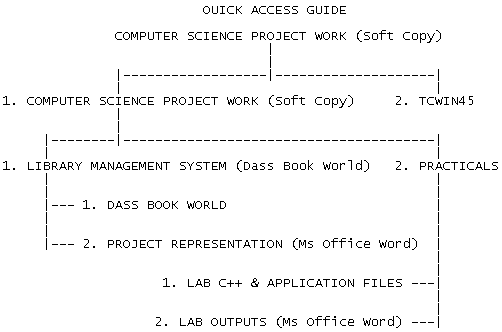 OUICK ACCESS GUIDE
COMPUTER SCIENCE PROJECT WORK (Soft Copy)
1. COMPUTER SCIENCE PROJECT WORK (Soft Copy) 2. TCWIN45
1. LIBRARY MANAGEMENT SYSTEM (Dass Book World) 2. PRACTICALS
1. DASS BOOK WORLD
2. PROJECT REPRESENTATION (Ms Office Word)
1. LAB C++ & APPLICATION FILES
2. LAB OUTPUTS (Ms Office Word)